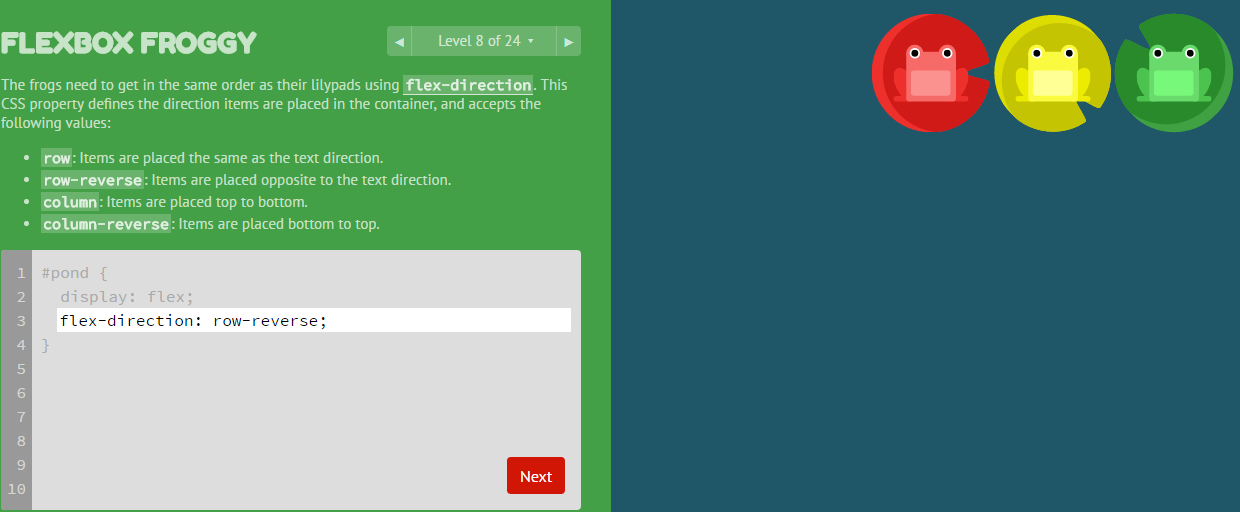 FLEXBOX FROGGY
◀ Level 8 of 24 ▾ ▶
The frogs need to get in the same order as their lilypads using flex-direction. This
CSS property defines the direction items are placed in the container, and accepts the
following values:
• row: Items are placed the same as the text direction.
• row-reverse: Items are placed opposite to the text direction.
• column: Items are placed top to bottom.
• column-reverse: Items are placed bottom to top.
1 #pond {
2 display: flex;
3 flex-direction: row-reverse;
4 }
5
6
7
8
9
Next
10